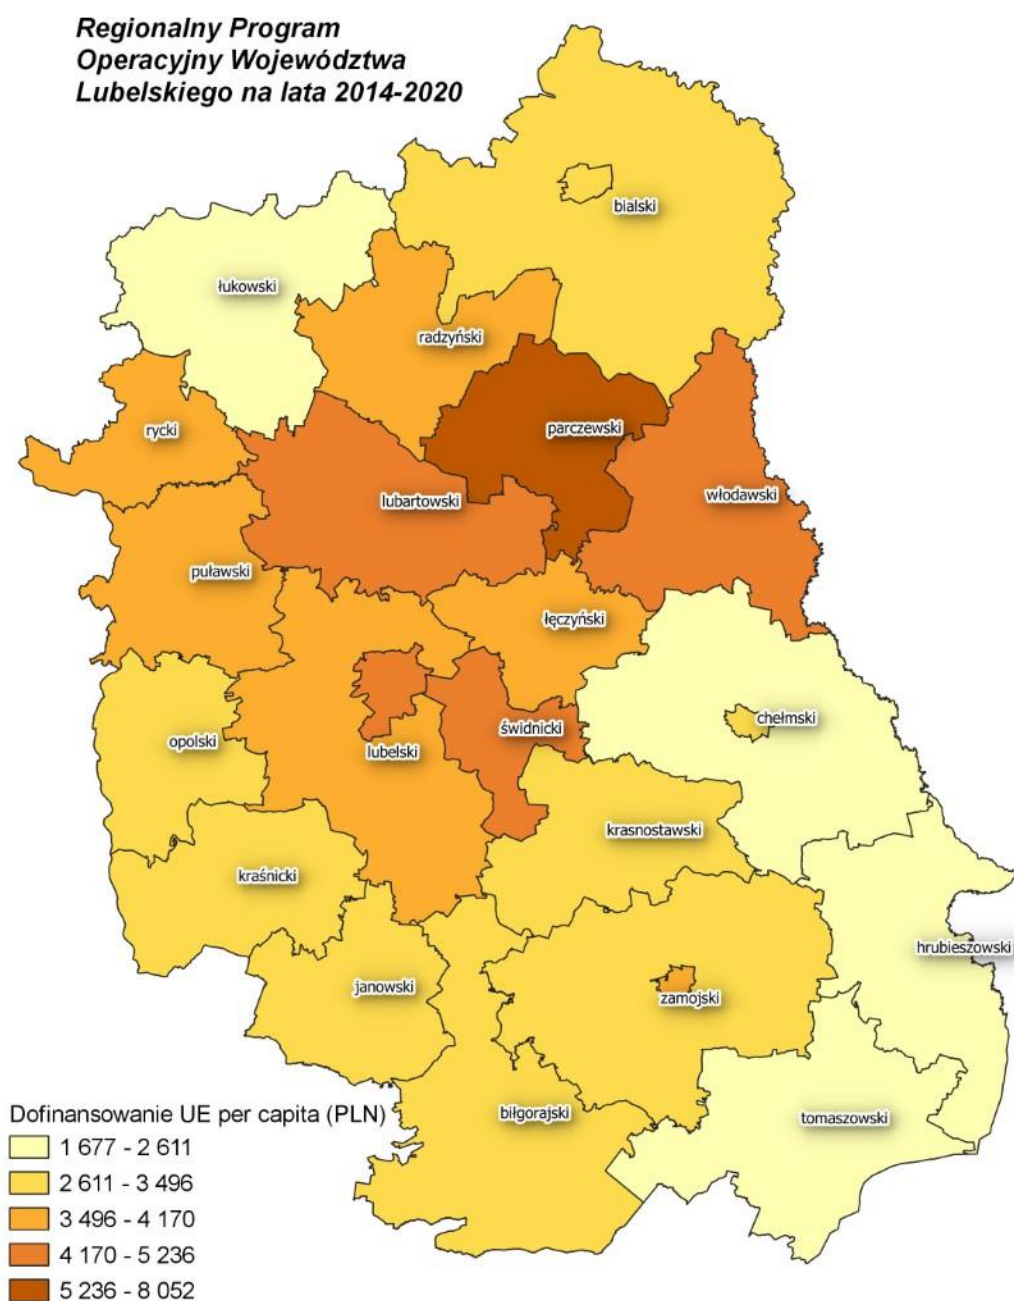 Regionalny Program
Operacyjny Województwa
Lubelskiego na lata 2014-2020
bialski
łukowski
radzyński
parczewski
rycki
lubartowski
włodawski
puławski
łęczyński
opolski
lubelski
świdnicki
chełmski
krasnostawski
kraśnicki
hrubieszowski
janowski
zamojski
biłgorajski
tomaszowski
Dofinansowanie UE per capita (PLN)
1 677 - 2 611
2 611 - 3 496
3 496 - 4 170
4 170 - 5 236
5 236 - 8 052